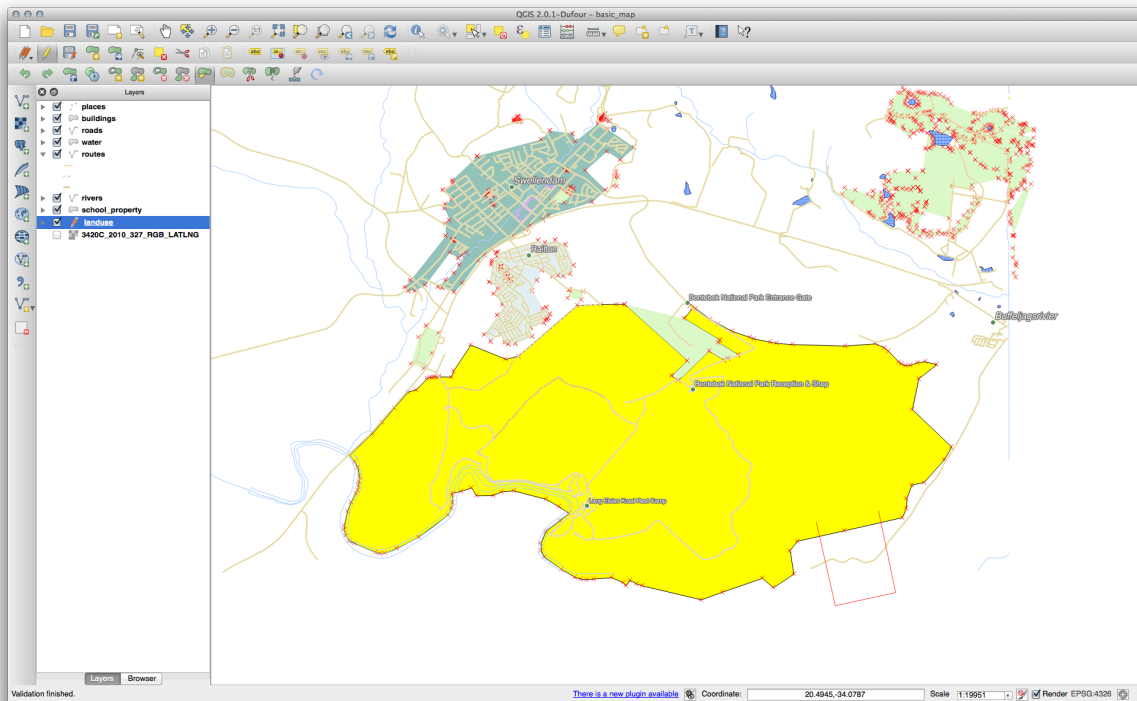 QGIS 2.0.1-Dufour - basic_map
Layers
places
buildings
roads
water
routes
rivers
school_property
landuse
3420C_2010_327_RGB_LATLNG
Swellendam
Railton
Bontebok National Park Entrance Gate
Buffeljagsrivier
Bontebok National Park Reception & Shop
Lang Elsies Kraal Rest Camp
Layers
Browser
Validation finished.
There is a new plugin available
Coordinate:
20.4945,-34.0787
Scale
1:19951
Render
EPSG:4326